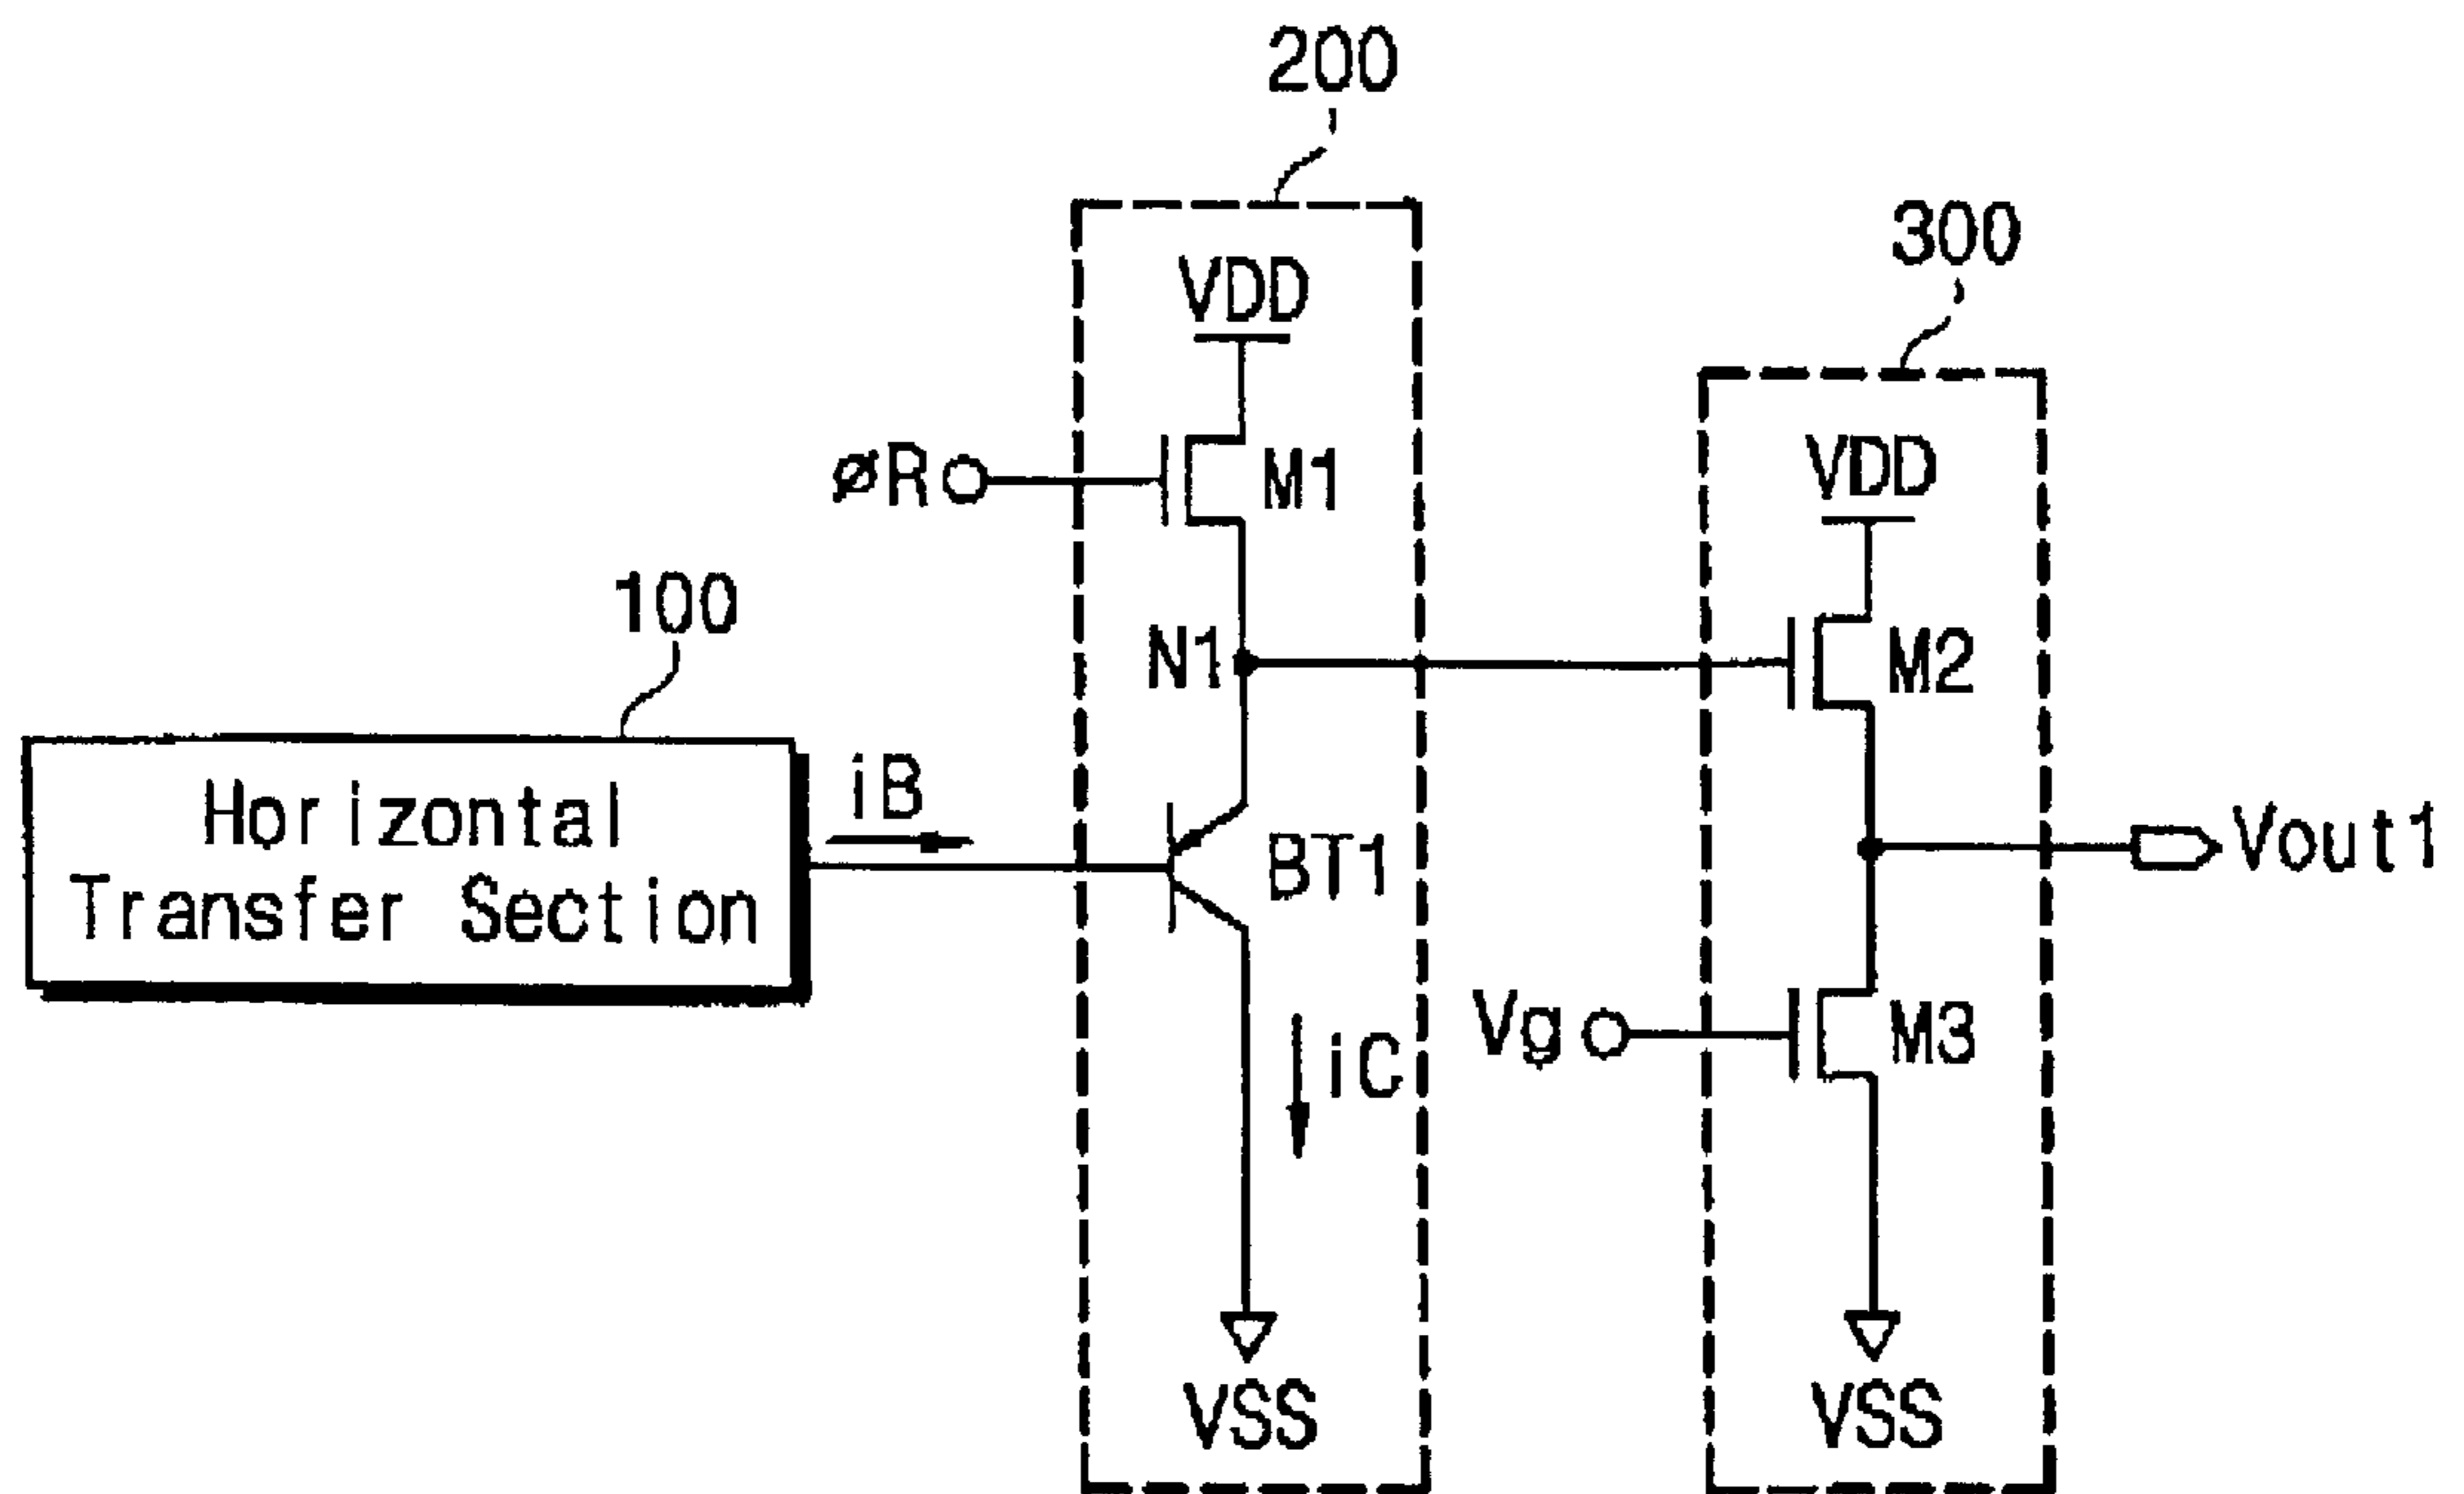 200
300
VDD
VDD
øR
M1
100
N1
M2
iB
Horizontal
Transfer Section
BT1
Vout1
Vg
M3
iC
VSS
VSS